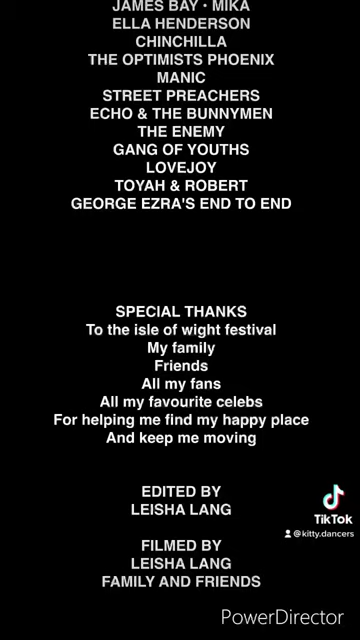 JAMES BAY • MIKA
ELLA HENDERSON
CHINCHILLA
THE OPTIMISTS PHOENIX
MANIC
STREET PREACHERS
ECHO & THE BUNNYMEN
THE ENEMY
GANG OF YOUTHS
LOVEJOY
TOYAH & ROBERT
GEORGE EZRA'S END TO END
SPECIAL THANKS
To the isle of wight festival
My family
Friends
All my fans
All my favourite celebs
For helping me find my happy place
And keep me moving
EDITED BY
LEISHA LANG
FILMED BY
LEISHA LANG
FAMILY AND FRIENDS
TikTok
@kitty.dancers
PowerDirector